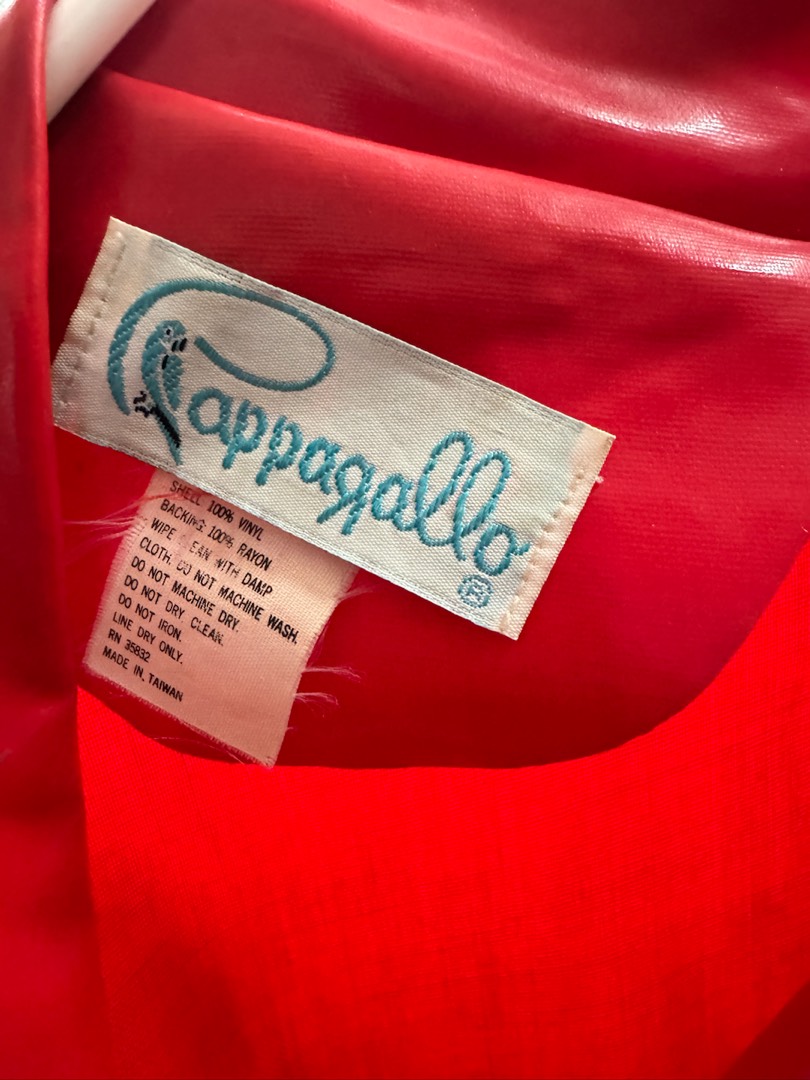 Pappagallo
®
SHELL 100% VINYL
BACKING: 100% RAYON
WIPE CLEAN WITH DAMP
CLOTH. DO NOT MACHINE WASH.
DO NOT MACHINE DRY.
DO NOT DRY CLEAN.
DO NOT IRON.
LINE DRY ONLY.
RN 35832
MADE IN TAIWAN